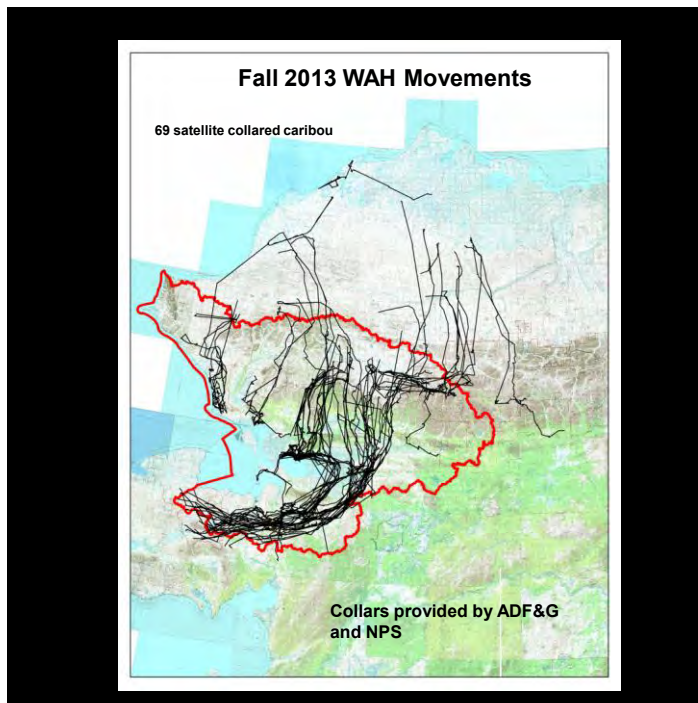 Fall 2013 WAH Movements
69 satellite collared caribou
Collars provided by ADF&G
and NPS